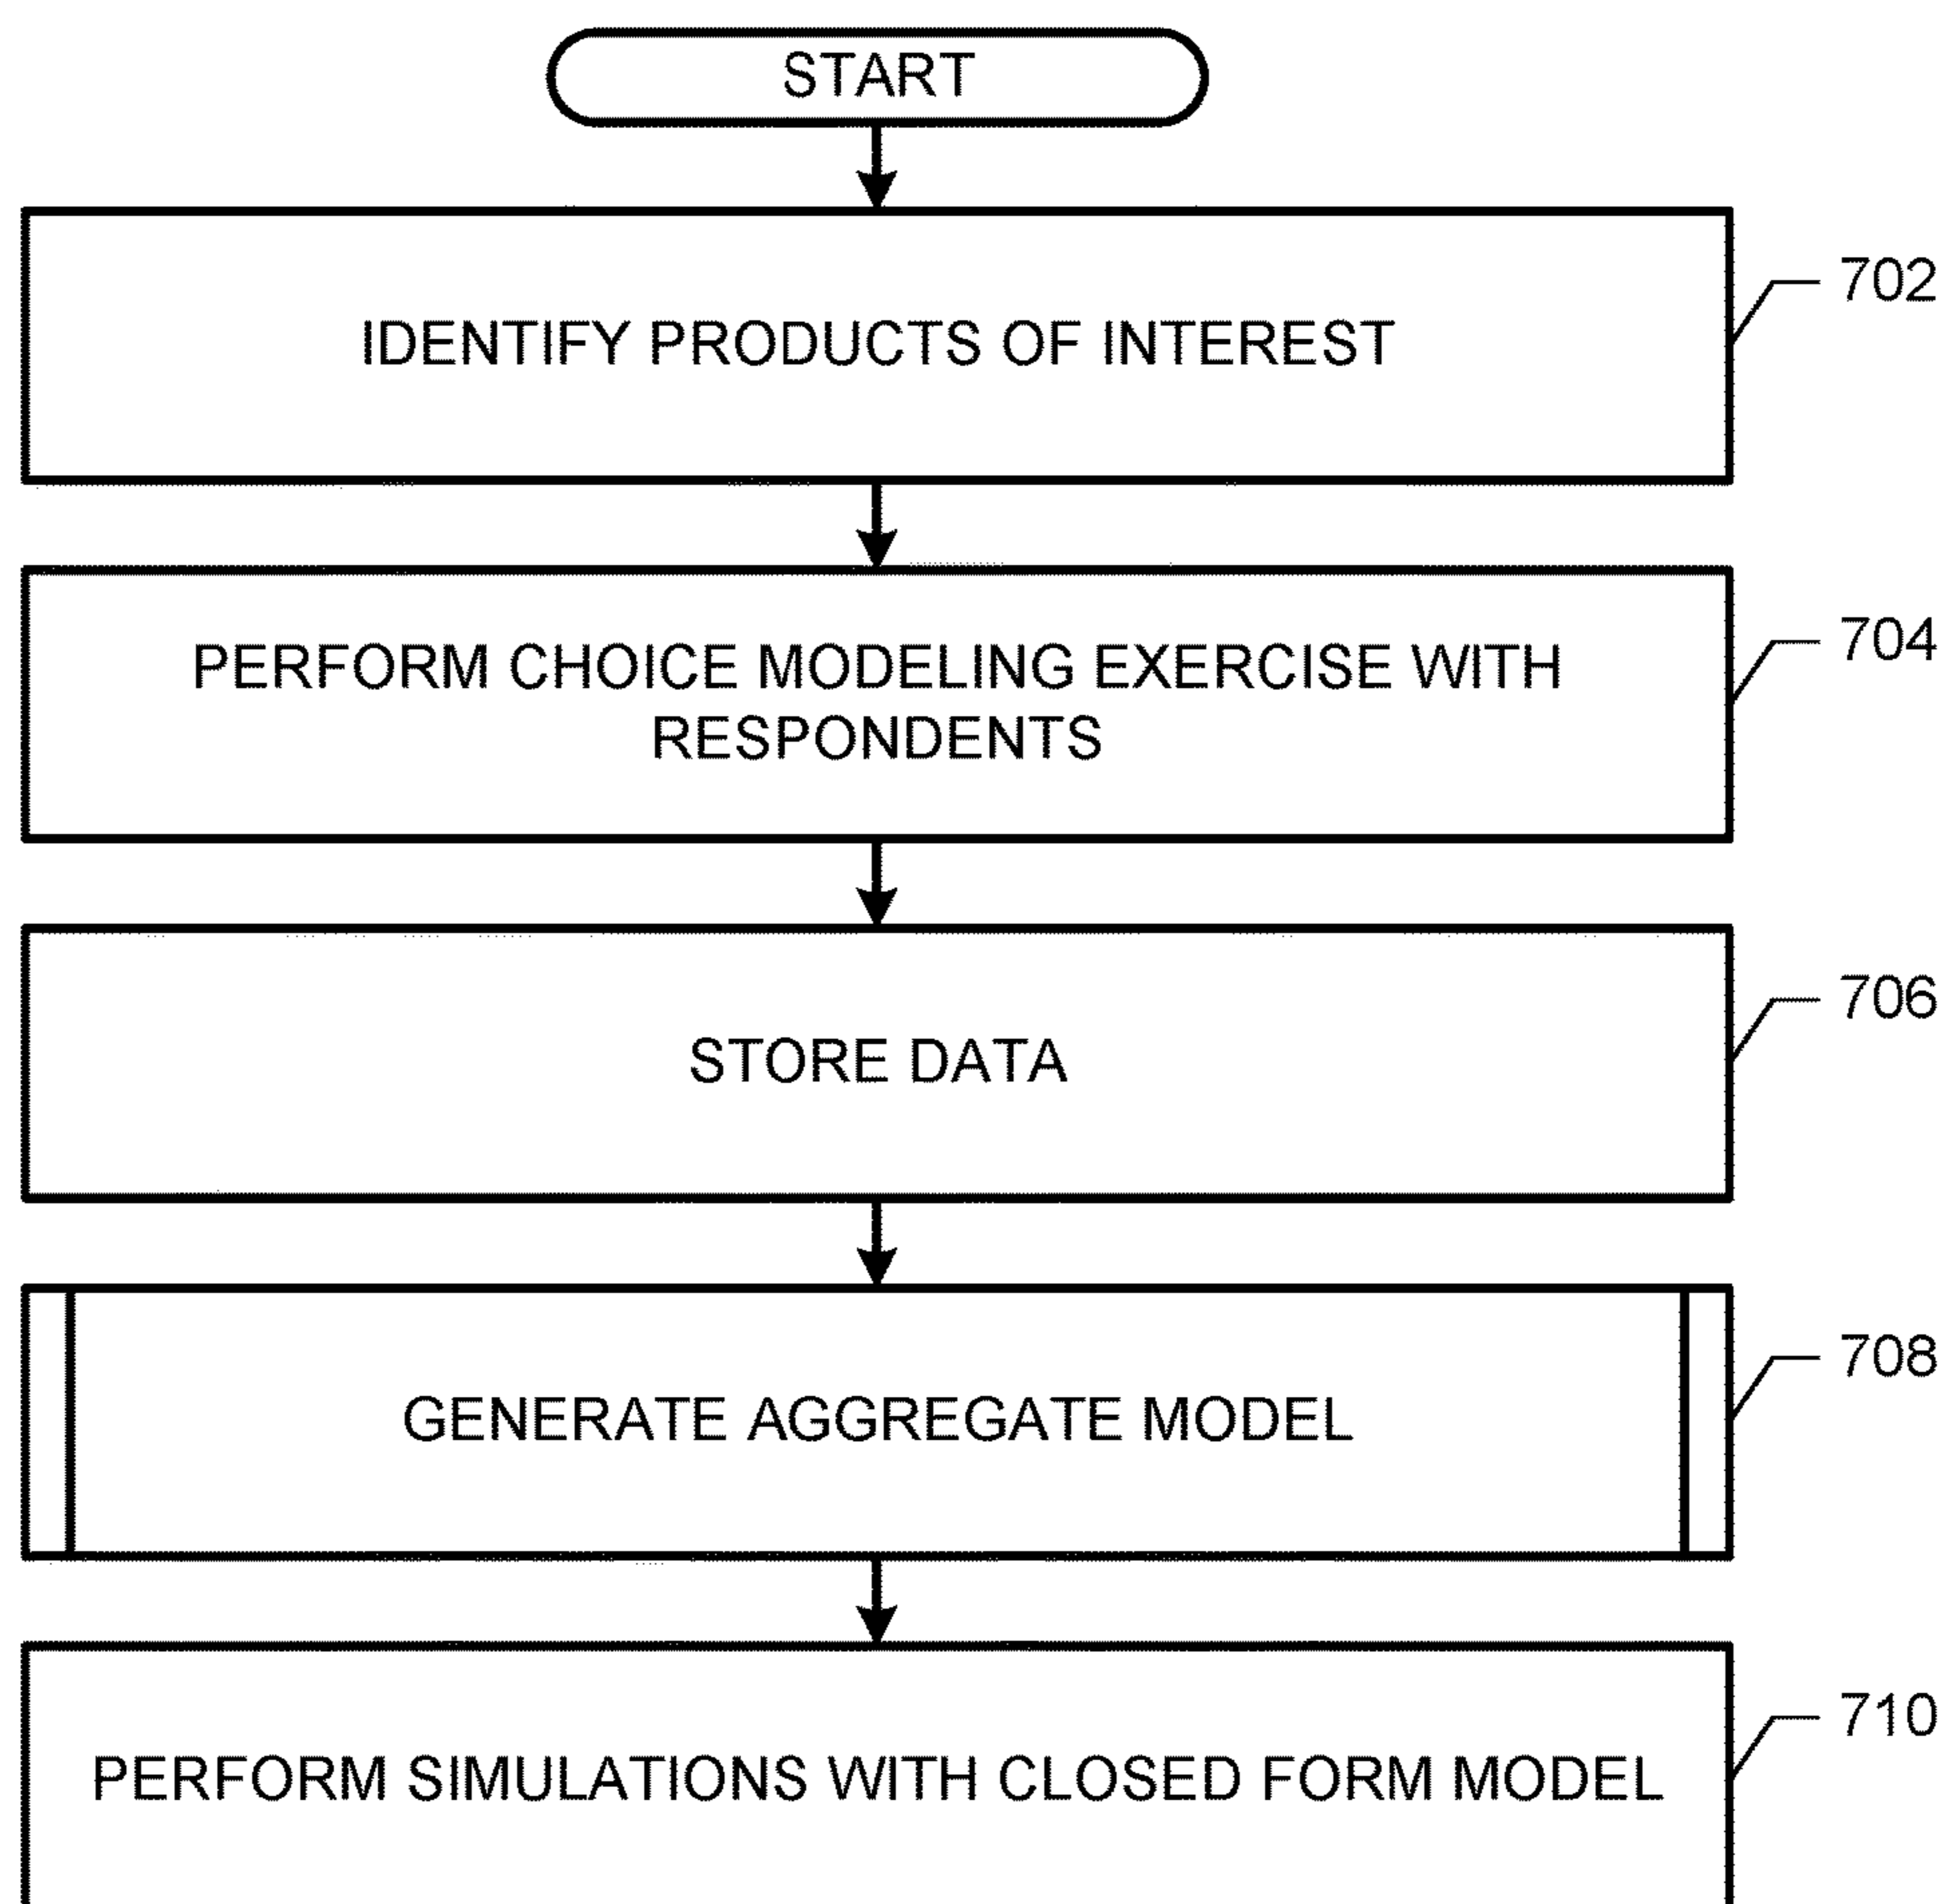 START
IDENTIFY PRODUCTS OF INTEREST
702
PERFORM CHOICE MODELING EXERCISE WITH
RESPONDENTS
704
STORE DATA
706
GENERATE AGGREGATE MODEL
708
PERFORM SIMULATIONS WITH CLOSED FORM MODEL
710